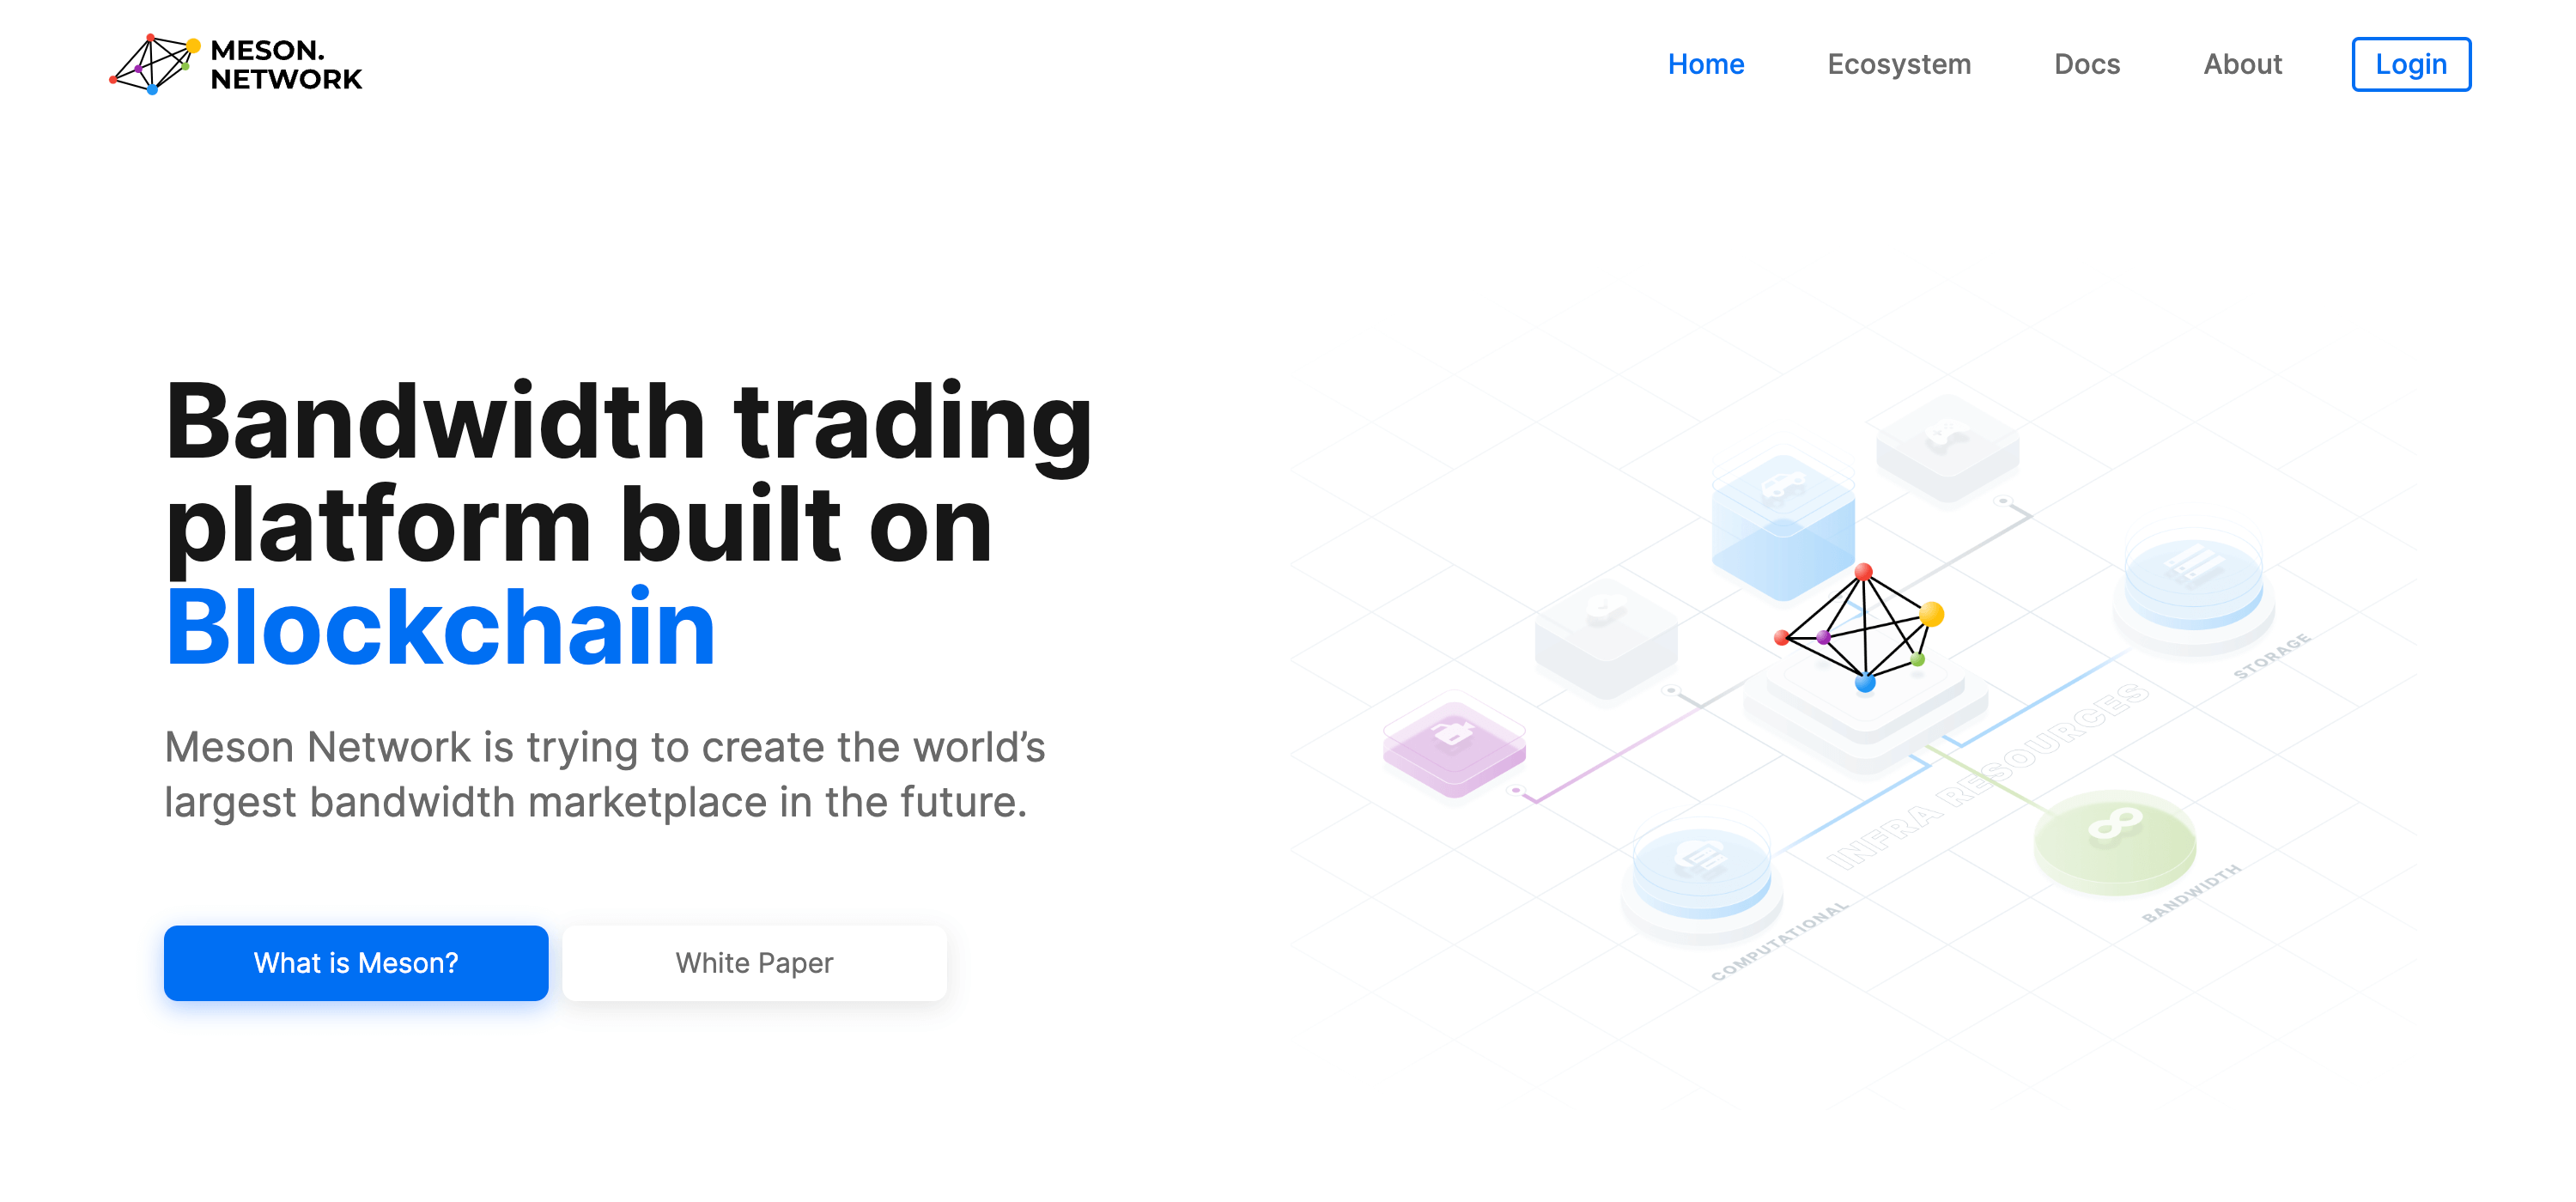 MESON.
NETWORK
Home
Ecosystem
Docs
About
Login
Bandwidth trading
platform built on
Blockchain
Meson Network is trying to create the world’s
largest bandwidth marketplace in the future.
What is Meson?
White Paper
STORAGE
INFRA RESOURCES
BANDWIDTH
COMPUTATIONAL